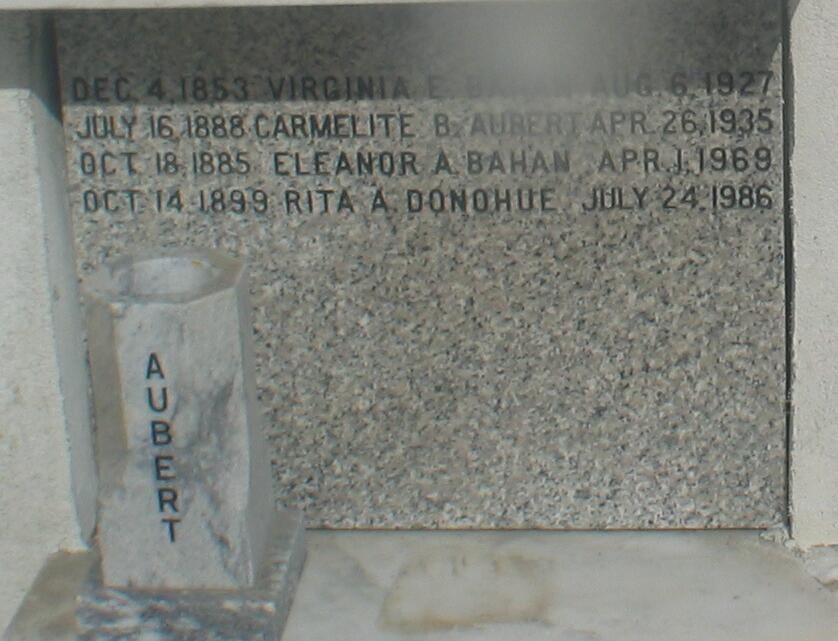 DEC. 4, 1853 VIRGINIA E. BAHAN AUG. 6, 1927
JULY 16, 1888 CARMELITE B. AUBERT APR. 26, 1935
OCT. 18, 1885 ELEANOR A. BAHAN APR. 1, 1969
OCT. 14, 1899 RITA A. DONOHUE JULY 24, 1986
AUBERT